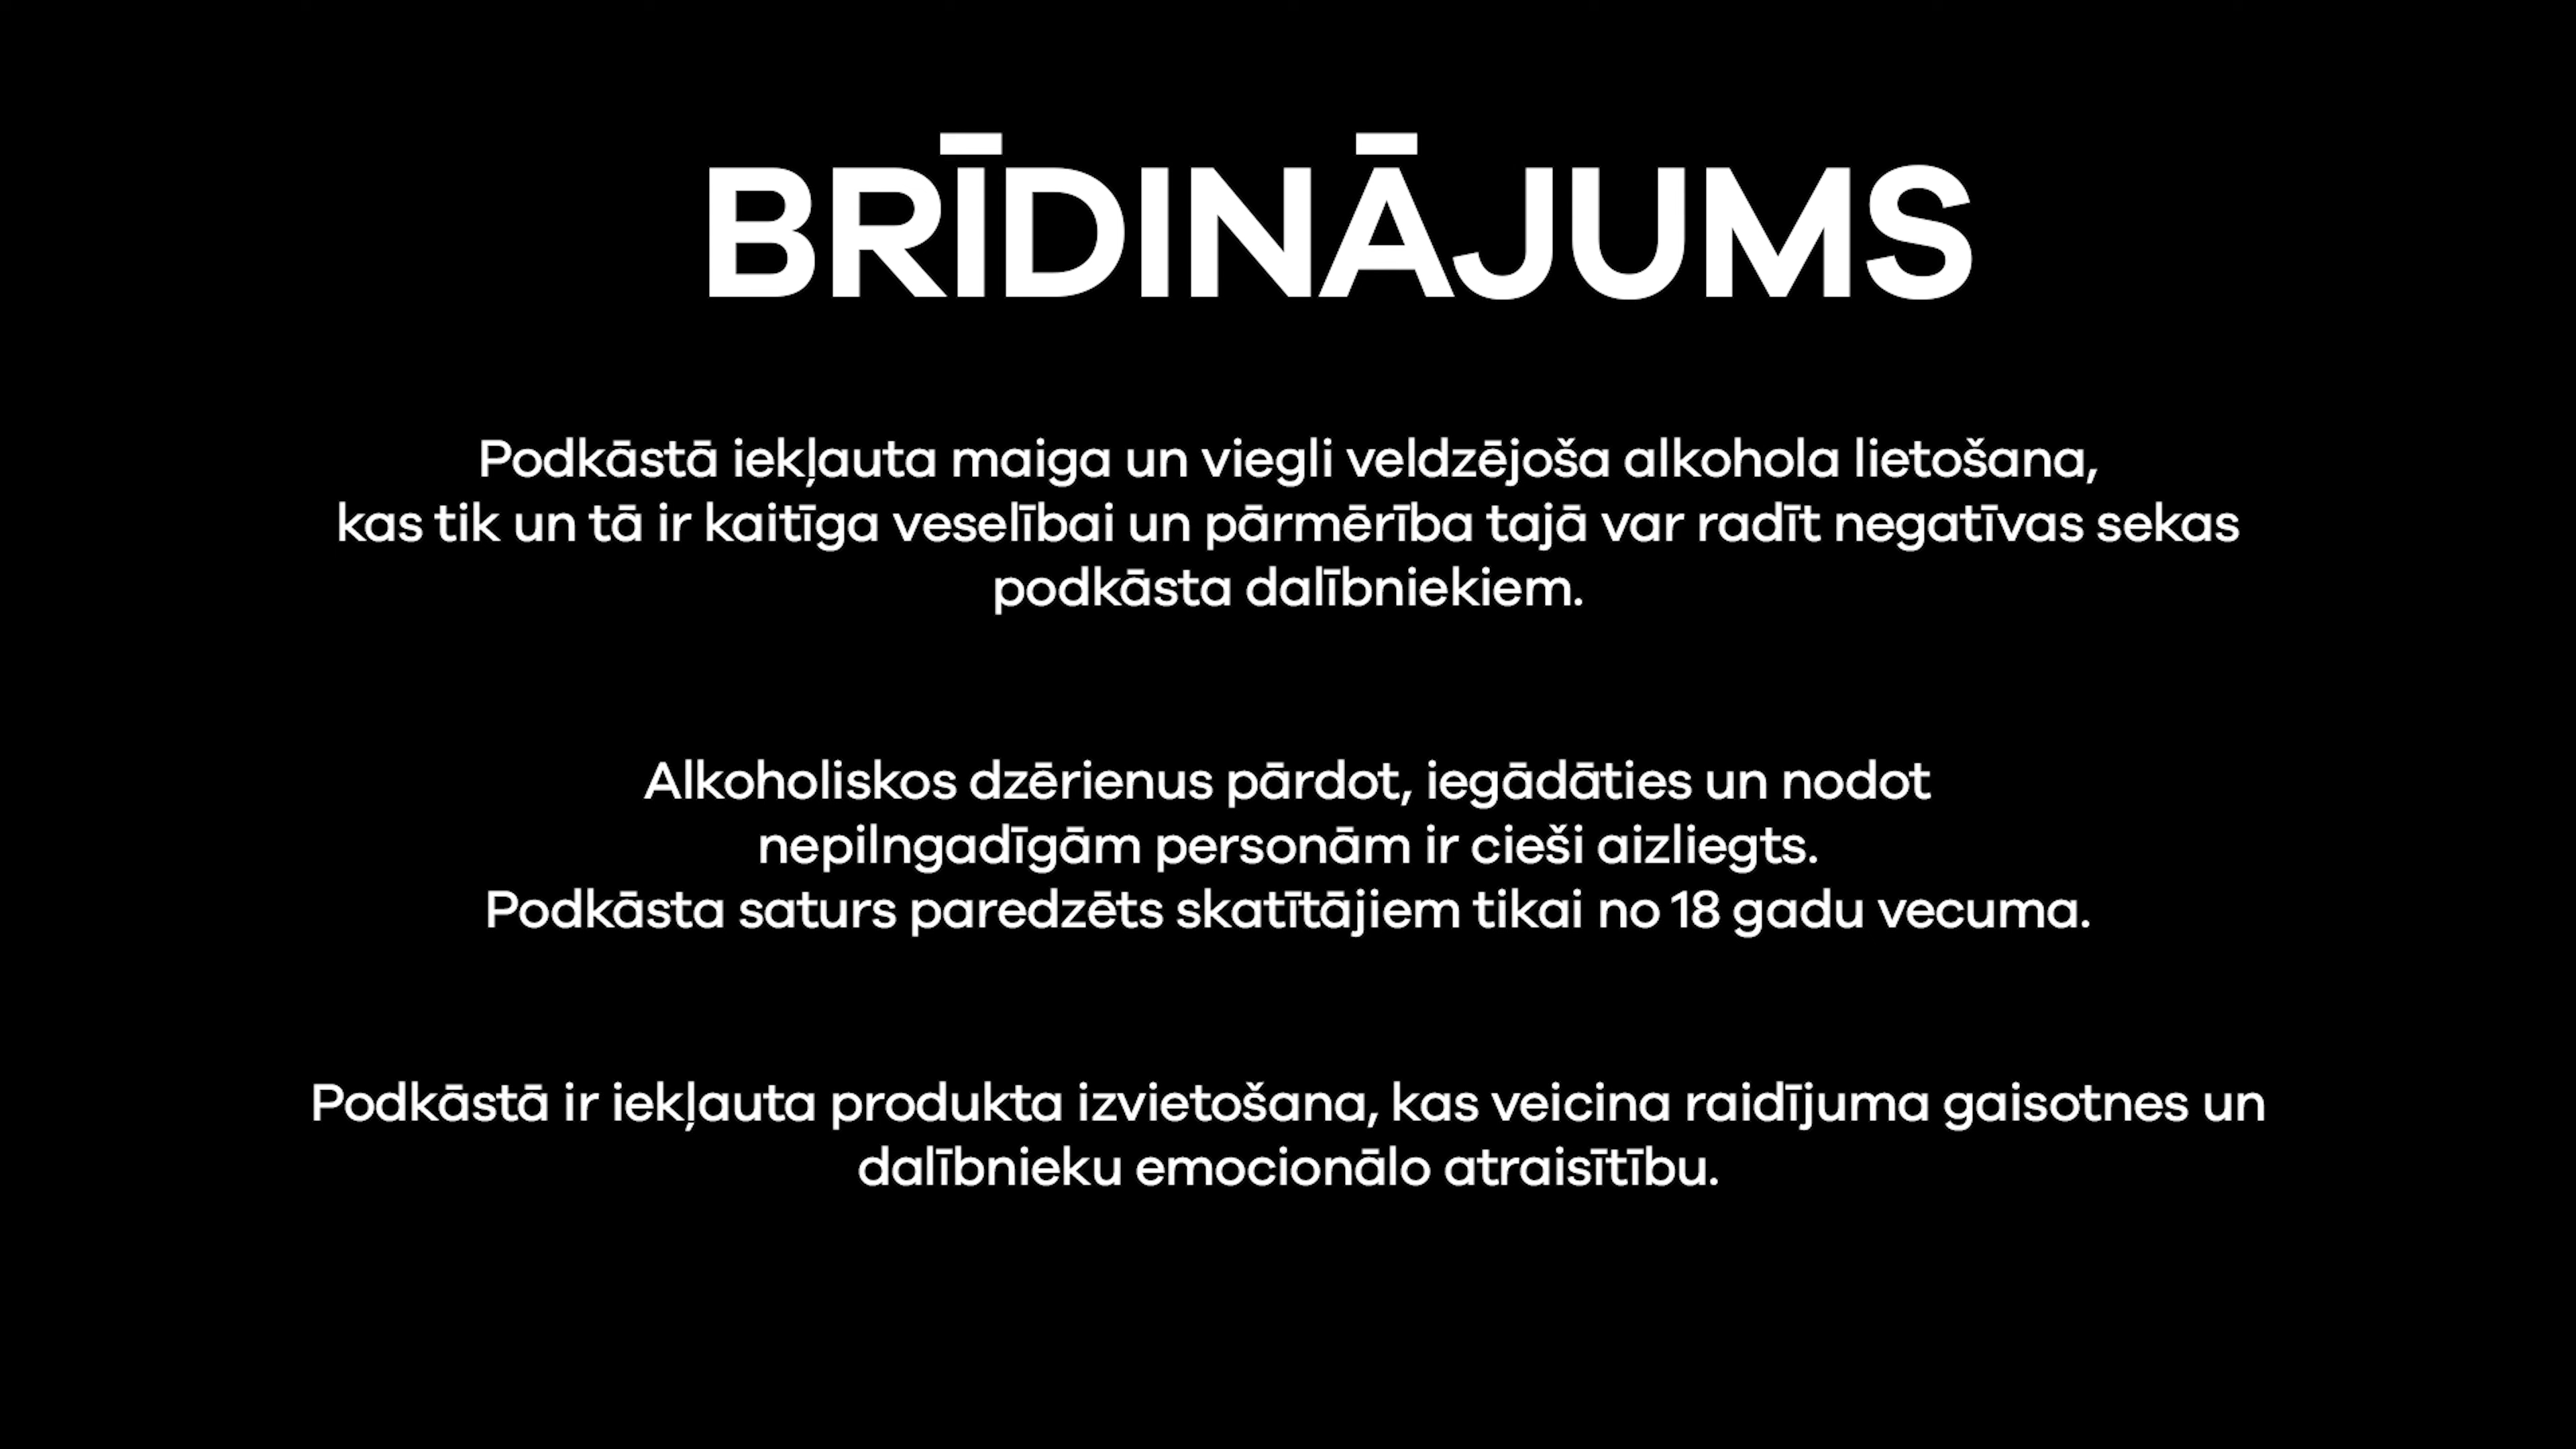 BRĪDINĀJUMS
Podkāstā iekļauta maiga un viegli veldzējoša alkohola lietošana,
kas tik un tā ir kaitīga veselībai un pārmērība tajā var radīt negatīvas sekas
podkāsta dalībniekiem.
Alkoholiskos dzērienus pārdot, iegādāties un nodot
nepilngadīgām personām ir cieši aizliegts.
Podkāsta saturs paredzēts skatītājiem tikai no 18 gadu vecuma.
Podkāstā ir iekļauta produkta izvietošana, kas veicina raidījuma gaisotnes un
dalībnieku emocionālo atraisītību.